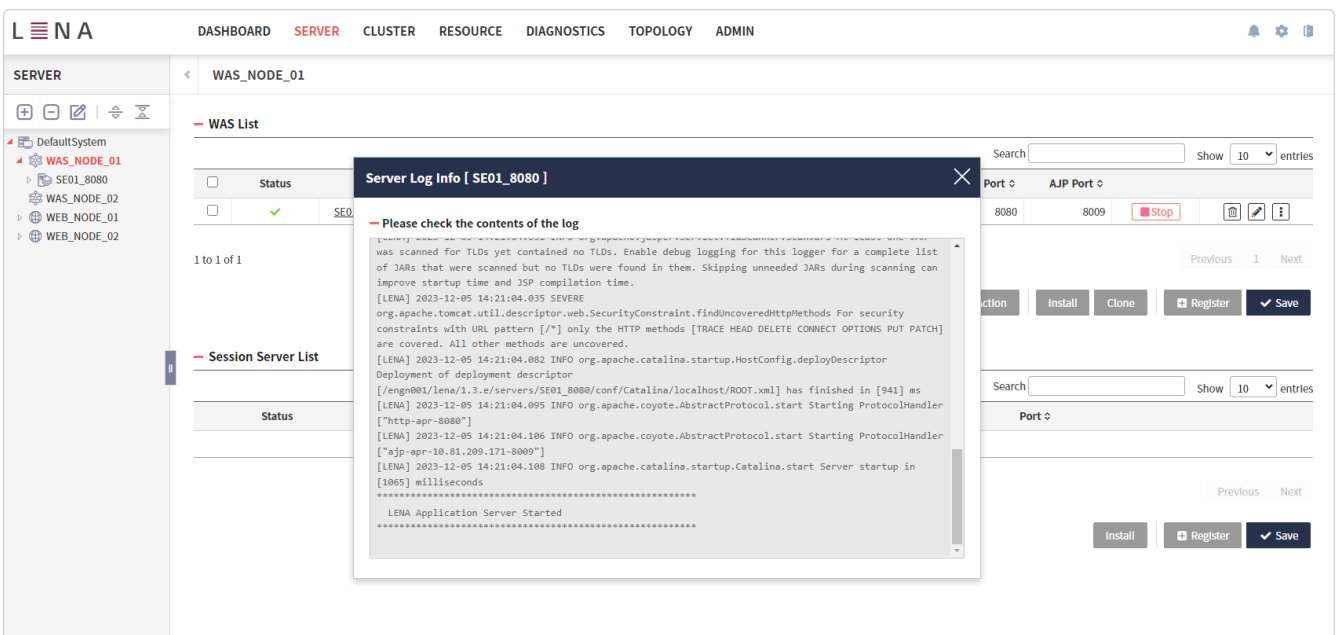 LENA
DASHBOARD SERVER CLUSTER RESOURCE DIAGNOSTICS TOPOLOGY ADMIN
SERVER
WAS_NODE_01
DefaultSystem
WAS_NODE_01
SE01_8080
WAS_NODE_02
WEB_NODE_01
WEB_NODE_02
WAS List
Search Show 10 entries
Status Port AJP Port
SE0 8080 8009 Stop
1 to 1 of 1
Previous 1 Next
ction Install Clone Register Save
Session Server List
Search Show 10 entries
Status Port
Previous Next
Install Register Save
Server Log Info [ SE01_8080 ]
Please check the contents of the log
was scanned for TLDs yet contained no TLDs. Enable debug logging for this logger for a complete list
of JARs that were scanned but no TLDs were found in them. Skipping unneeded JARs during scanning can
improve startup time and JSP compilation time.
[LENA] 2023-12-05 14:21:04.035 SEVERE
org.apache.tomcat.util.descriptor.web.SecurityConstraint.findUncoveredHttpMethods For security
constraints with URL pattern [/*] only the HTTP methods [TRACE HEAD DELETE CONNECT OPTIONS PUT PATCH]
are covered. All other methods are uncovered.
[LENA] 2023-12-05 14:21:04.082 INFO org.apache.catalina.startup.HostConfig.deployDescriptor
Deployment of deployment descriptor
[/engn001/lena/1.3.e/servers/SE01_8080/conf/Catalina/localhost/ROOT.xml] has finished in [941] ms
[LENA] 2023-12-05 14:21:04.095 INFO org.apache.coyote.AbstractProtocol.start Starting ProtocolHandler
["http-apr-8080"]
[LENA] 2023-12-05 14:21:04.106 INFO org.apache.coyote.AbstractProtocol.start Starting ProtocolHandler
["ajp-apr-10.81.209.171-8009"]
[LENA] 2023-12-05 14:21:04.108 INFO org.apache.catalina.startup.Catalina.start Server startup in
[1065] milliseconds
*********************************************************
LENA Application Server Started
*********************************************************